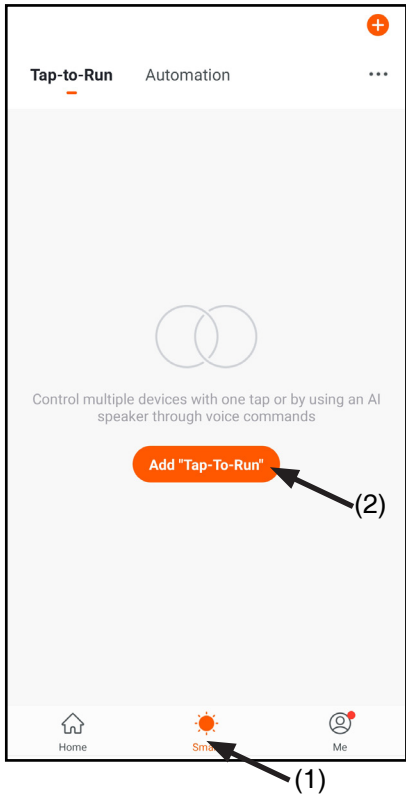 Tap-to-Run Automation
Control multiple devices with one tap or by using an AI
speaker through voice commands
Add "Tap-To-Run"
(2)
Home Me
(1)